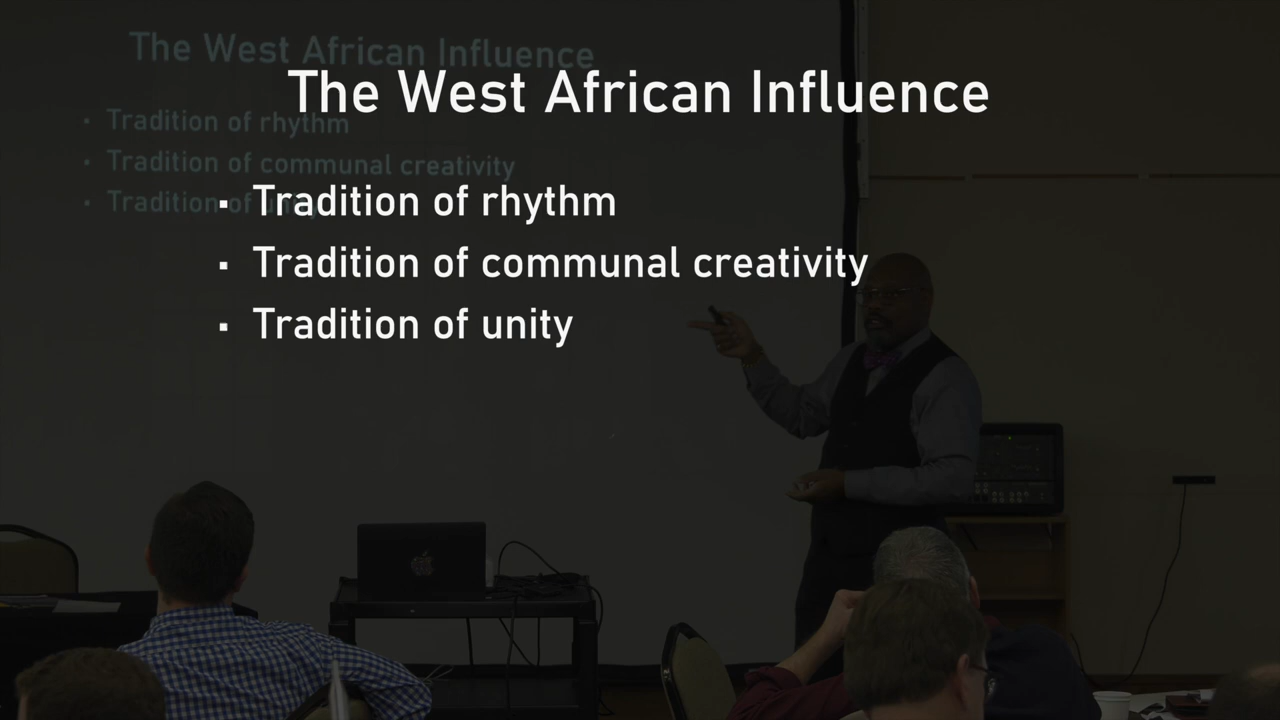 The West African Influence
▪ Tradition of rhythm
▪ Tradition of communal creativity
▪ Tradition of unity
The West African Influence
▪ Tradition of rhythm
▪ Tradition of communal creativity
▪ Tradition of unity